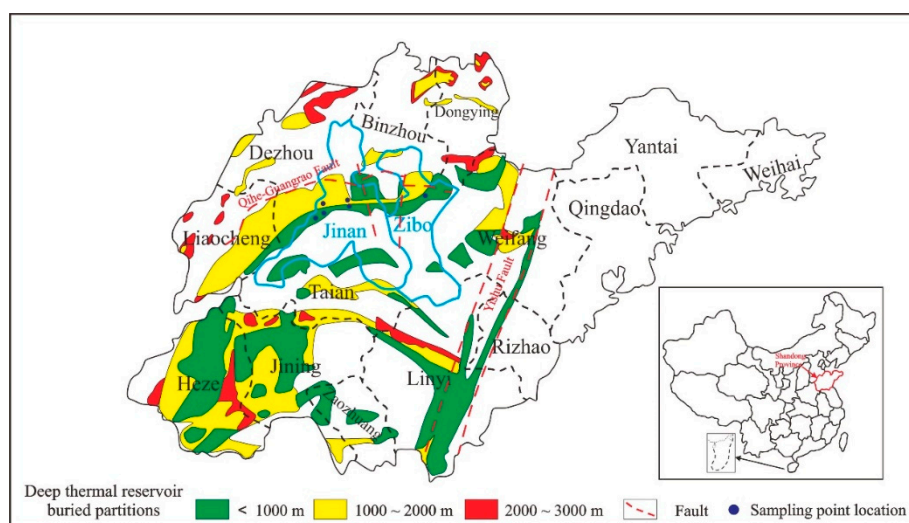 Dongying
Binzhou
Dezhou
Yantai
Weihai
Qihe-Guangrao Fault
Qingdao
Zibo
Jinan
Liaocheng
Weifang
Yishu Fault
Taian
Rizhao
Jining
Heze
Linyi
Zaozhuang
Shandong
Province
Deep thermal reservoir
buried partitions
< 1000 m
1000 ~ 2000 m
2000 ~ 3000 m
Fault
Sampling point location